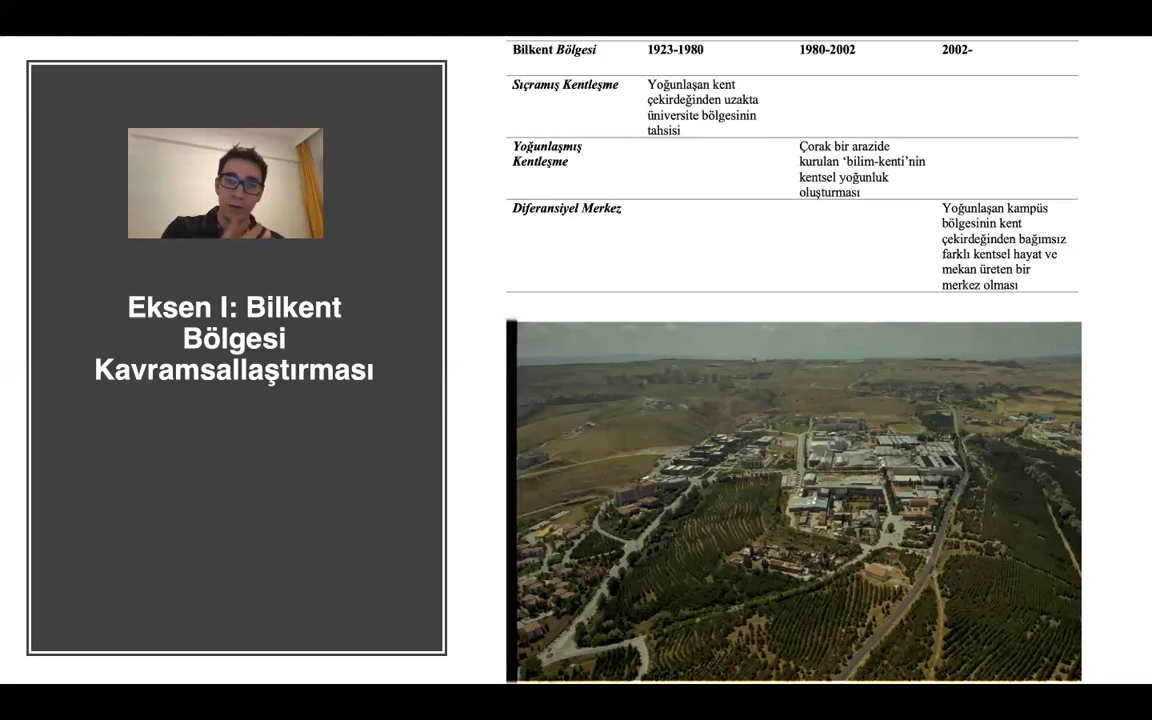 Eksen I: Bilkent
Bölgesi
Kavramsallaştırması
Bilkent Bölgesi 1923-1980 1980-2002 2002-
Sıçramış Kentleşme
Yoğunlaşan kent
çekirdeğinden uzakta
üniversite bölgesinin
tahsisi
Yoğunlaşmış
Kentleşme
Çorak bir arazide
kurulan ‘bilim-kenti’nin
kentsel yoğunluk
oluşturması
Diferansiyel Merkez
Yoğunlaşan kampüs
bölgesinin kent
çekirdeğinden bağımsız
farklı kentsel hayat ve
mekan üreten bir
merkez olması